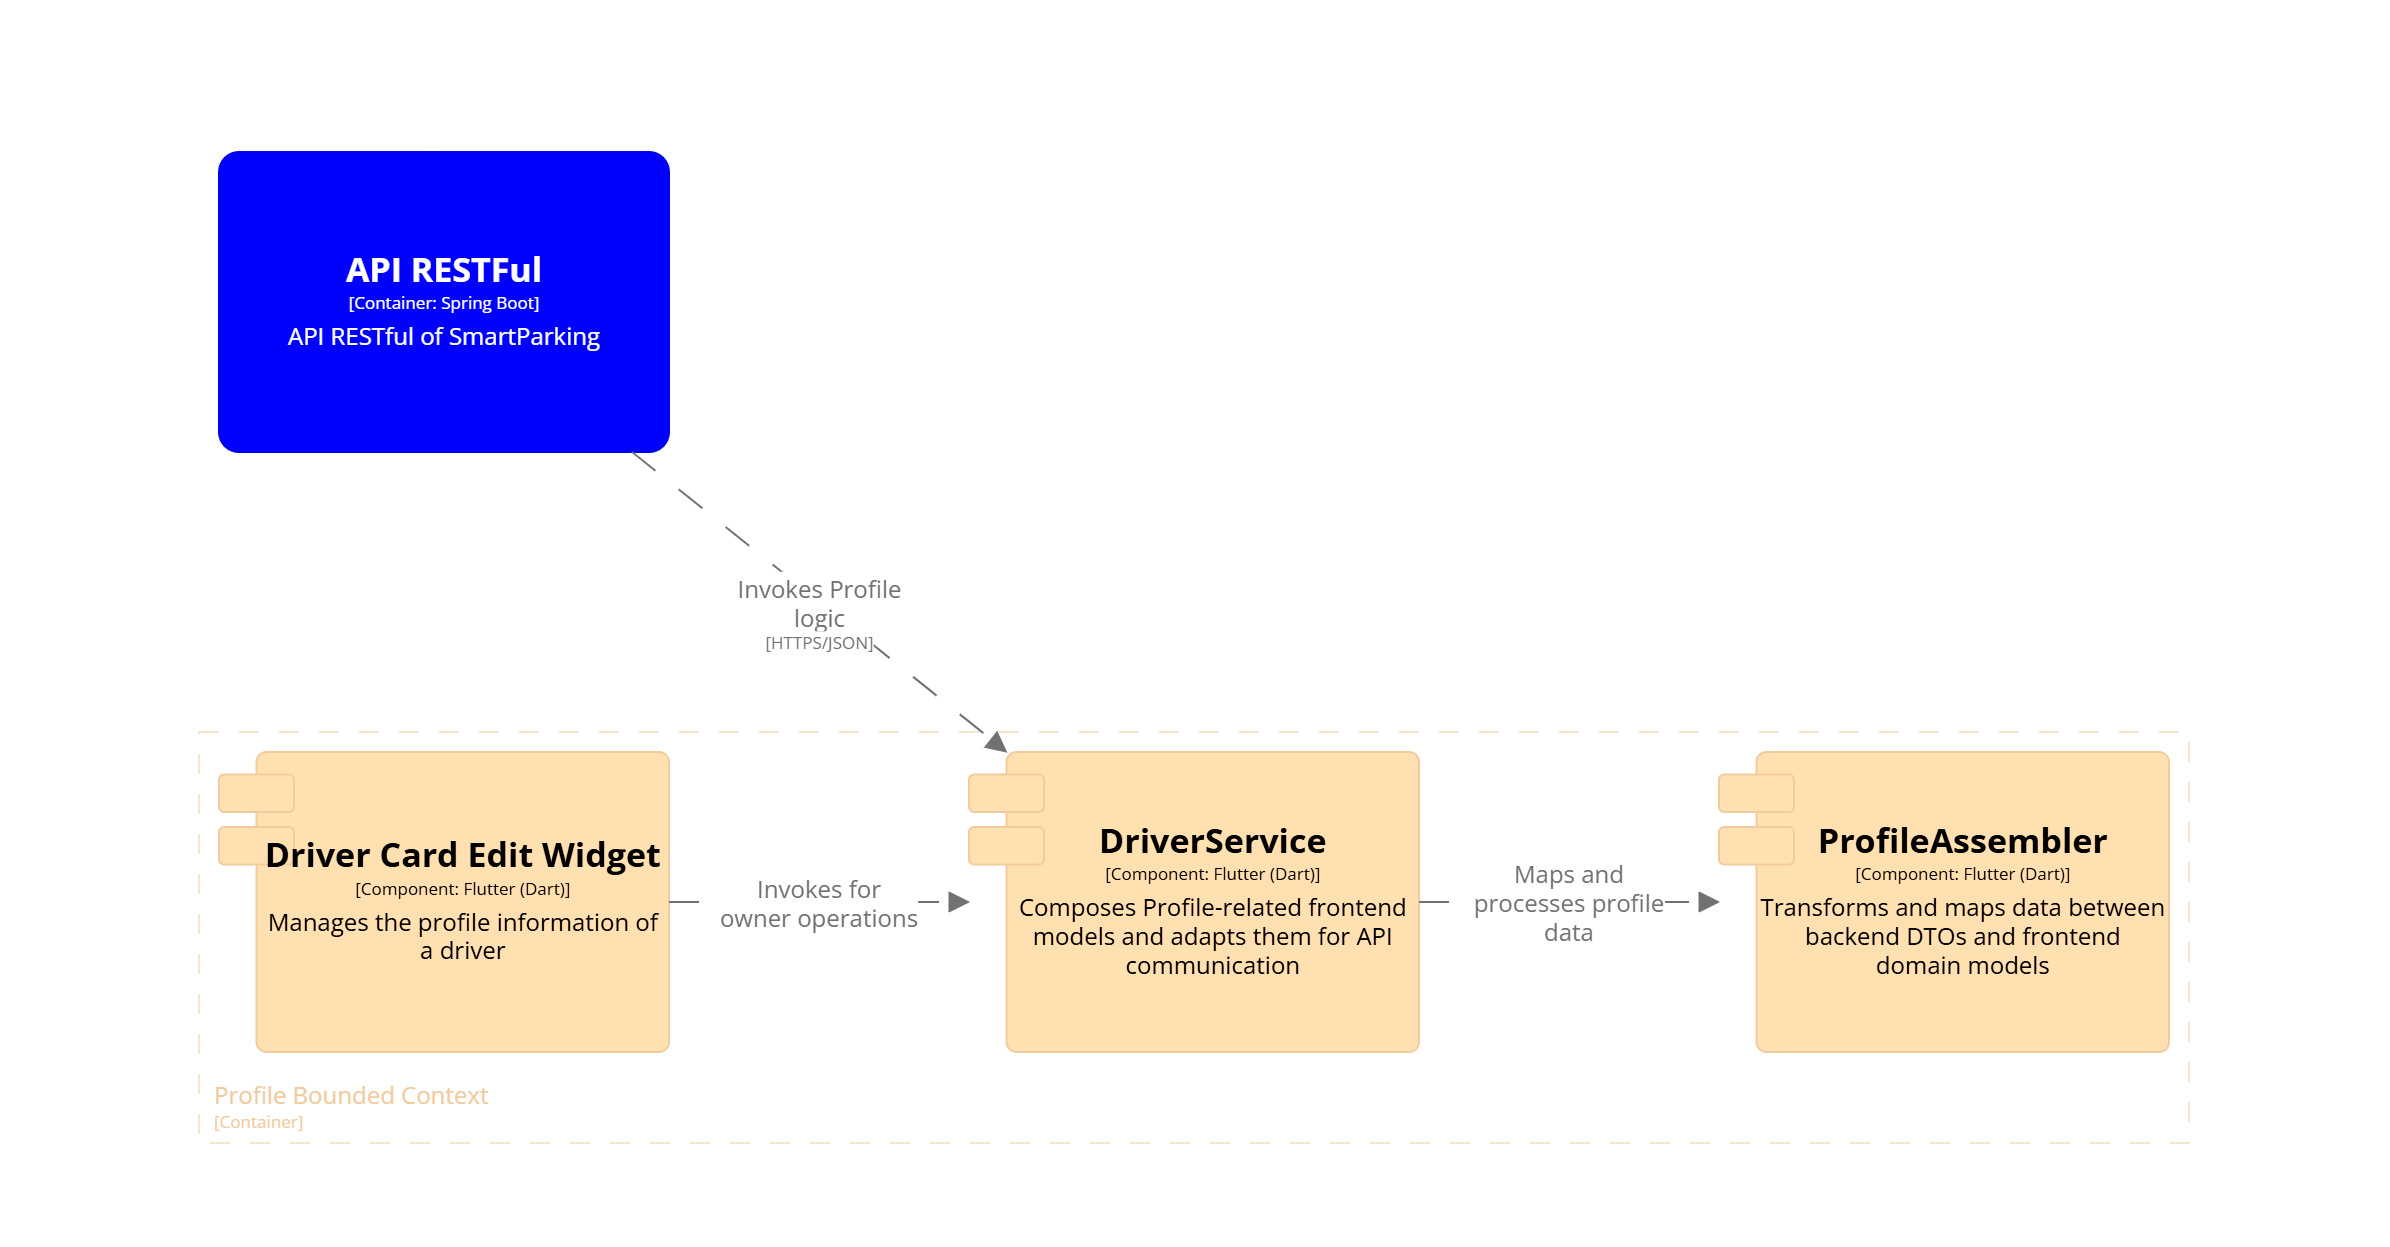 API RESTFul
[Container: Spring Boot]
API RESTful of SmartParking
Invokes Profile
logic
[HTTPS/JSON]
Driver Card Edit Widget
[Component: Flutter (Dart)]
Manages the profile information of
a driver
Invokes for
owner operations
DriverService
[Component: Flutter (Dart)]
Composes Profile-related frontend
models and adapts them for API
communication
Maps and
processes profile
data
ProfileAssembler
[Component: Flutter (Dart)]
Transforms and maps data between
backend DTOs and frontend
domain models
Profile Bounded Context
[Container]